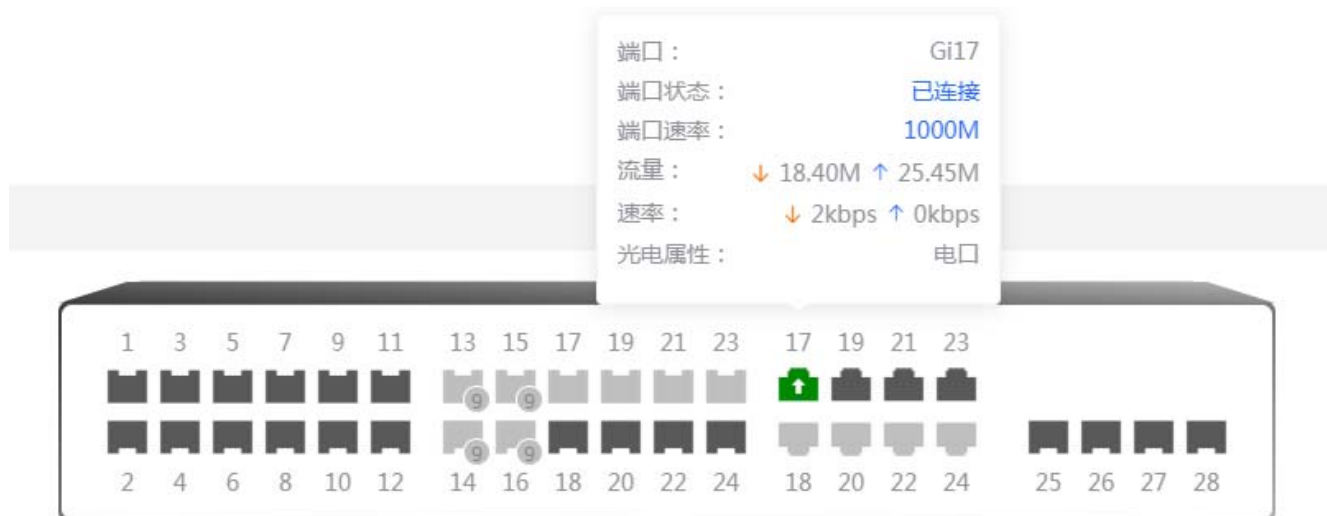 端口： Gi17
端口状态： 已连接
端口速率： 1000M
流量： ↓ 18.40M ↑ 25.45M
速率： ↓ 2kbps ↑ 0kbps
光电属性： 电口
1 3 5 7 9 11 13 15 17 19 21 23 17 19 21 23
9 9
9 9
2 4 6 8 10 12 14 16 18 20 22 24 18 20 22 24 25 26 27 28